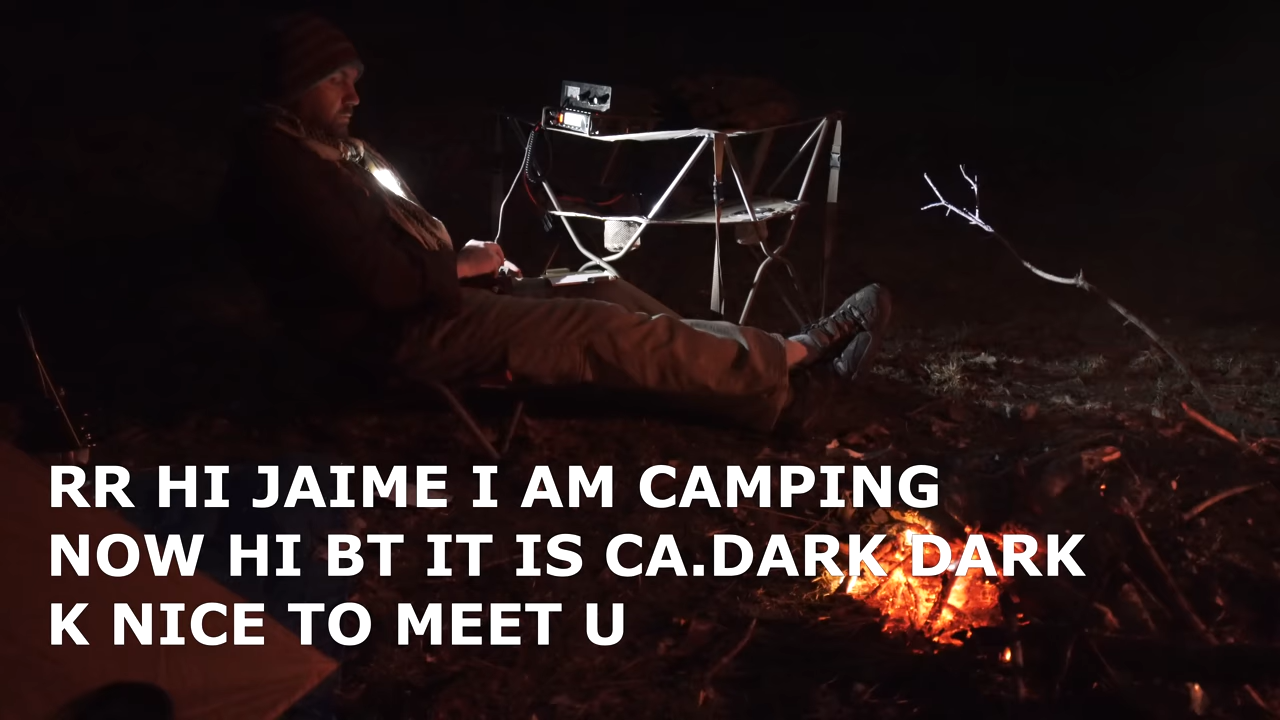 RR HI JAIME I AM CAMPING
NOW HI BT IT IS CA.DARK DARK
K NICE TO MEET U